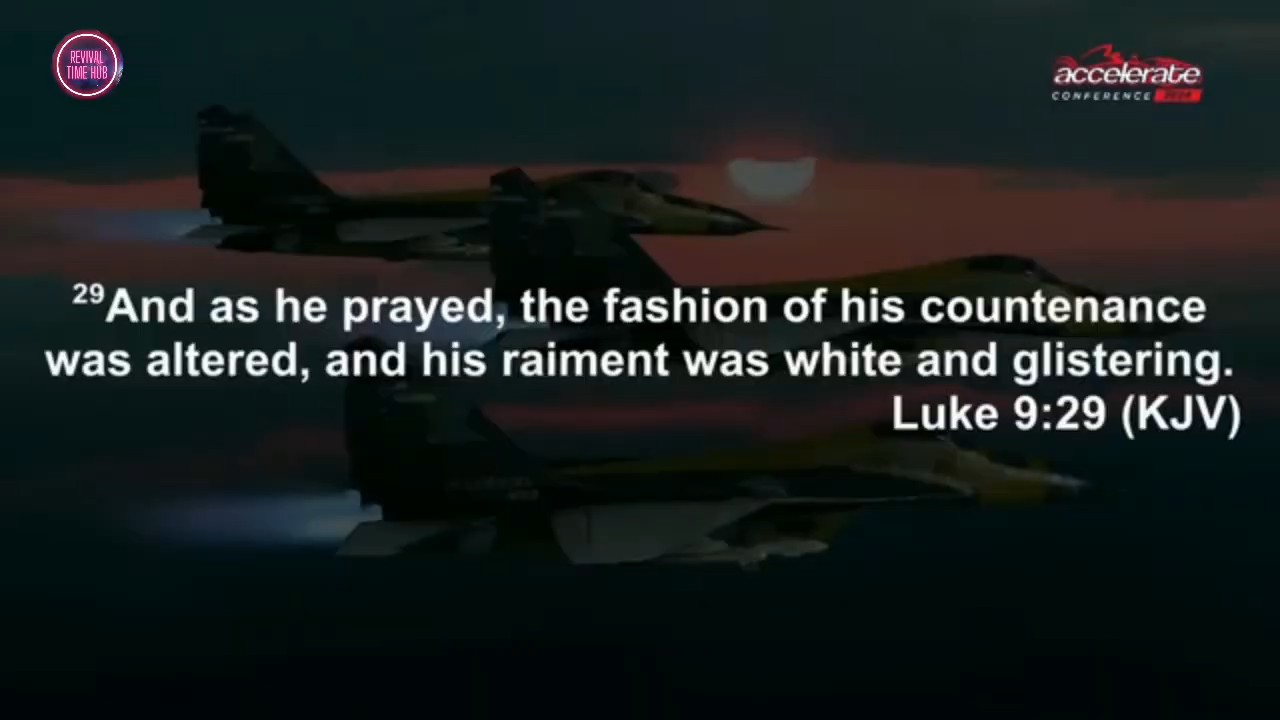 REVIVAL
TIME HUB
accelerate
CONFERENCE
29And as he prayed, the fashion of his countenance
was altered, and his raiment was white and glistering.
Luke 9:29 (KJV)